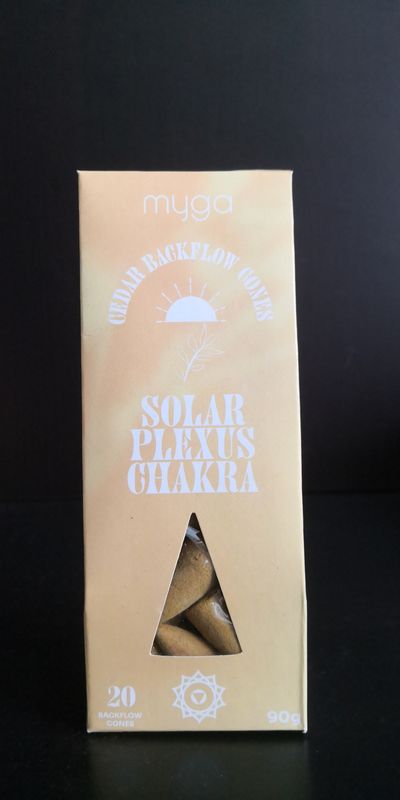 myga
CEDAR BACKFLOW CONES
SOLAR
PLEXUS
CHAKRA
20
BACKFLOW
CONES
90g